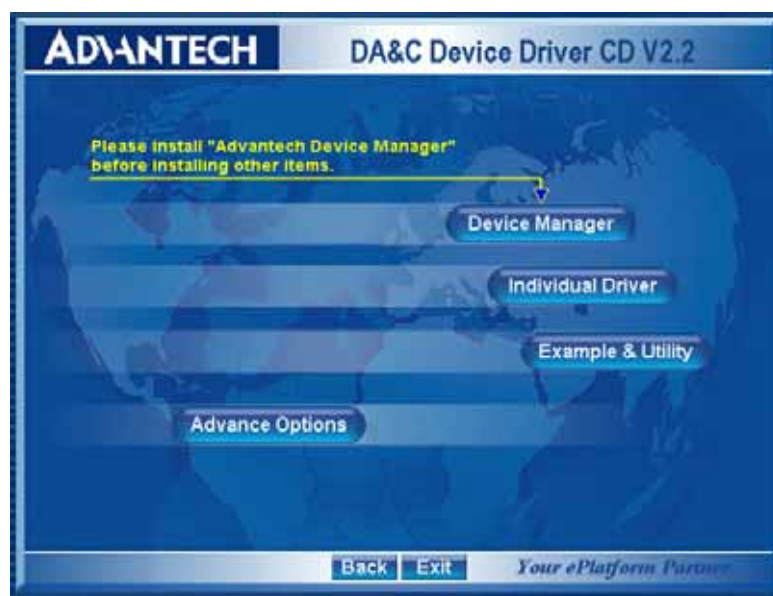 ADVANTECH
DA&C Device Driver CD V2.2
Please install "Advantech Device Manager"
before installing other items.
Device Manager
Individual Driver
Example & Utility
Advance Options
Back Exit
Your ePlatform Partner